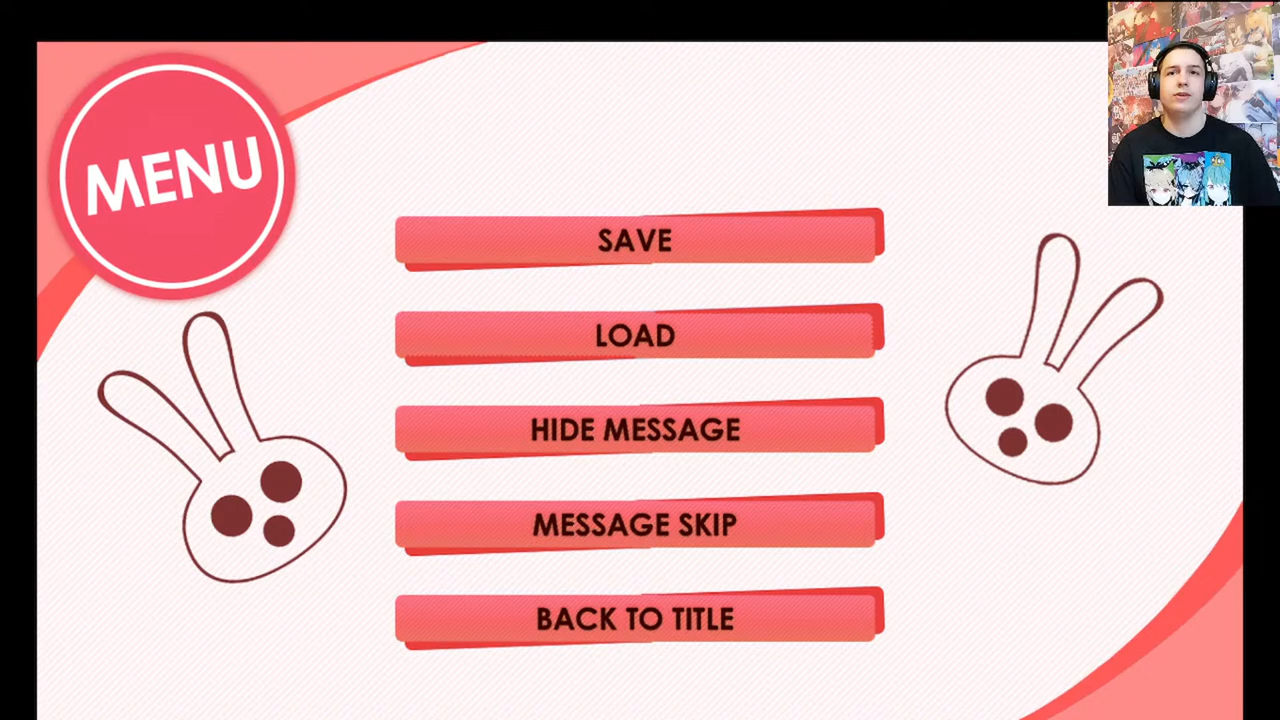 MENU
SAVE
LOAD
HIDE MESSAGE
MESSAGE SKIP
BACK TO TITLE